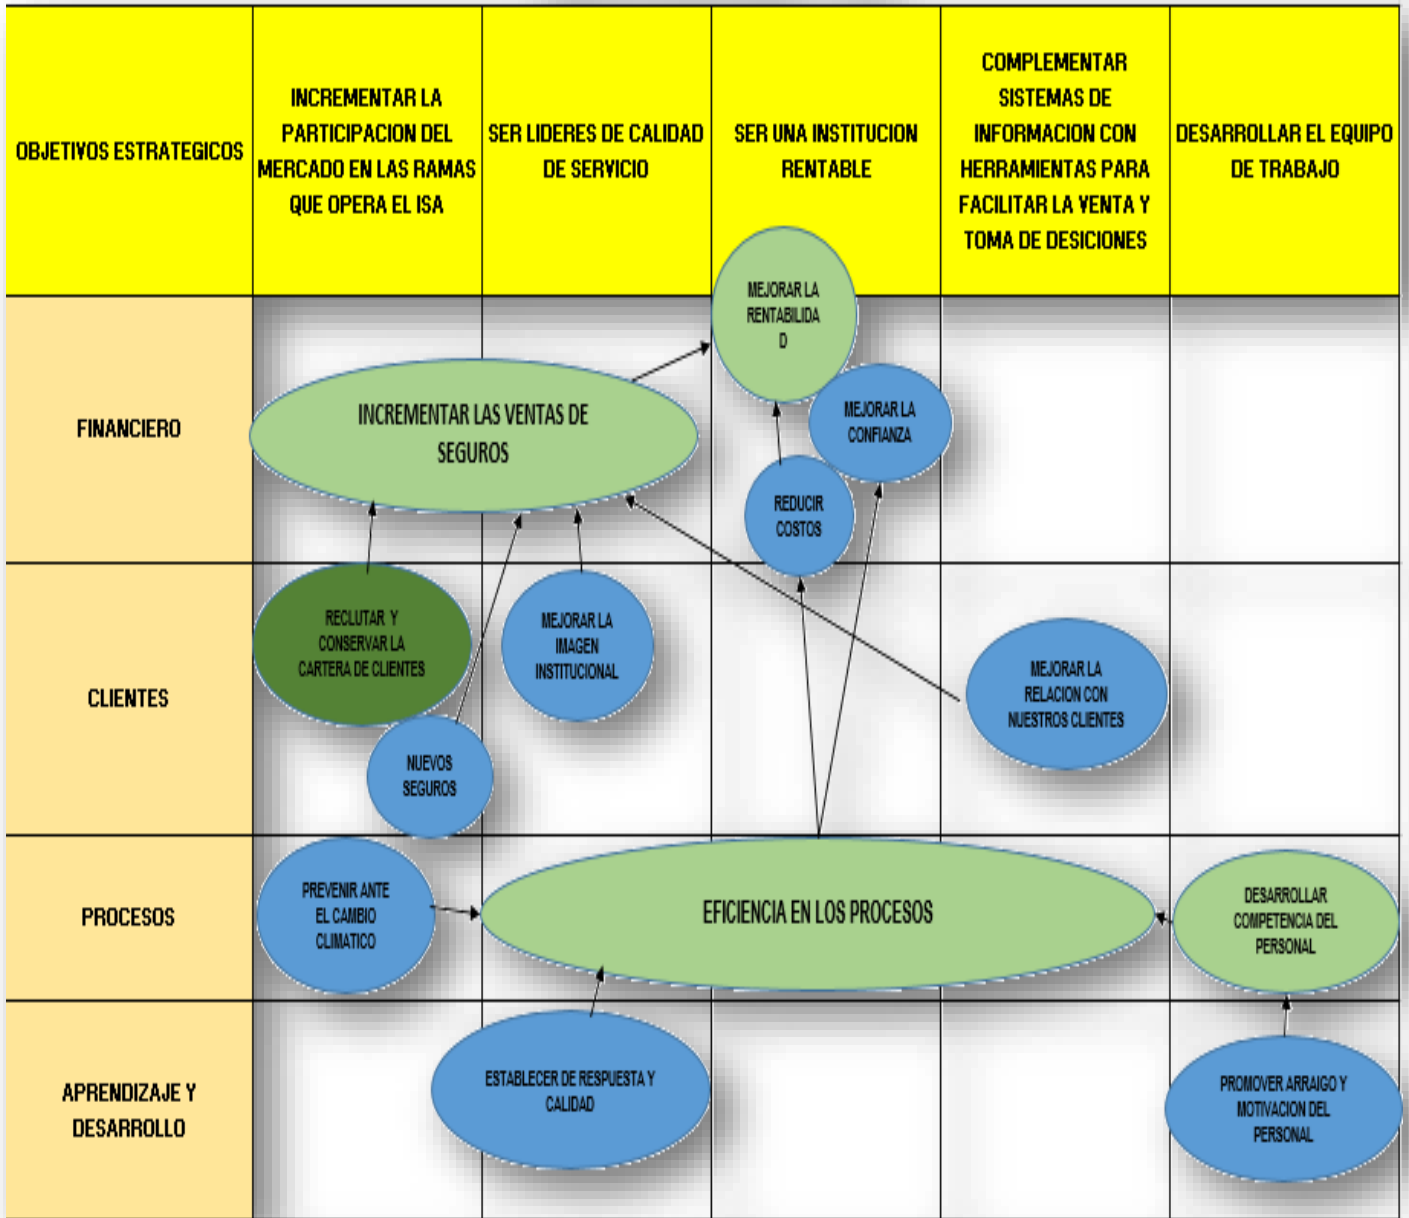 OBJETIVOS ESTRATEGICOS
INCREMENTAR LA
PARTICIPACION DEL
MERCADO EN LAS RAMAS
QUE OPERA EL ISA
SER LIDERES DE CALIDAD
DE SERVICIO
SER UNA INSTITUCION
RENTABLE
COMPLEMENTAR
SISTEMAS DE
INFORMACION CON
HERRAMIENTAS PARA
FACILITAR LA VENTA Y
TOMA DE DESICIONES
DESARROLLAR EL EQUIPO
DE TRABAJO
FINANCIERO
INCREMENTAR LAS VENTAS DE
SEGUROS
MEJORAR LA
RENTABILIDA
D
MEJORAR LA
CONFIANZA
REDUCIR
COSTOS
CLIENTES
RECLUTAR Y
CONSERVAR LA
CARTERA DE CLIENTES
NUEVOS
SEGUROS
MEJORAR LA
IMAGEN
INSTITUCIONAL
MEJORAR LA
RELACION CON
NUESTROS CLIENTES
PROCESOS
PREVENIR ANTE
EL CAMBIO
CLIMATICO
EFICIENCIA EN LOS PROCESOS
DESARROLLAR
COMPETENCIA DEL
PERSONAL
APRENDIZAJE Y
DESARROLLO
ESTABLECER DE RESPUESTA Y
CALIDAD
PROMOVER ARRAIGO Y
MOTIVACION DEL
PERSONAL